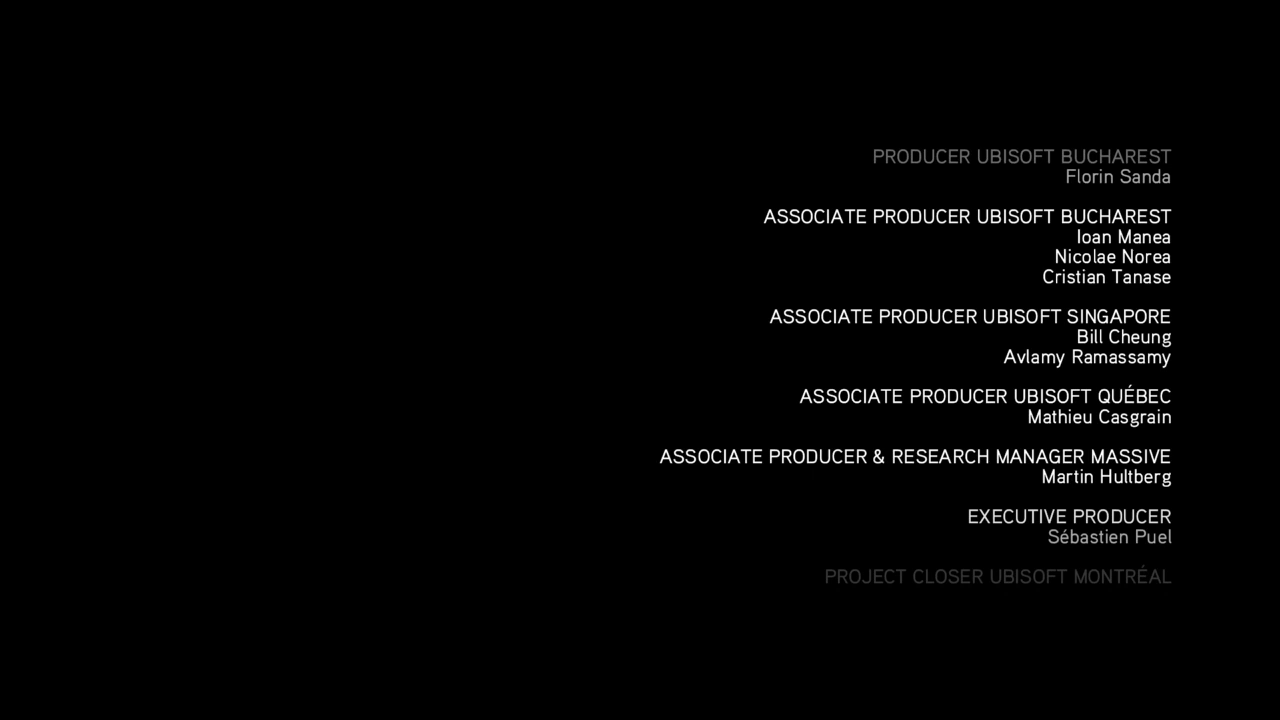 PRODUCER UBISOFT BUCHAREST
Florin Sanda
ASSOCIATE PRODUCER UBISOFT BUCHAREST
Ioan Manea
Nicolae Norea
Cristian Tanase
ASSOCIATE PRODUCER UBISOFT SINGAPORE
Bill Cheung
Avlamy Ramassamy
ASSOCIATE PRODUCER UBISOFT QUÉBEC
Mathieu Casgrain
ASSOCIATE PRODUCER & RESEARCH MANAGER MASSIVE
Martin Hultberg
EXECUTIVE PRODUCER
Sébastien Puel
PROJECT CLOSER UBISOFT MONTRÉAL